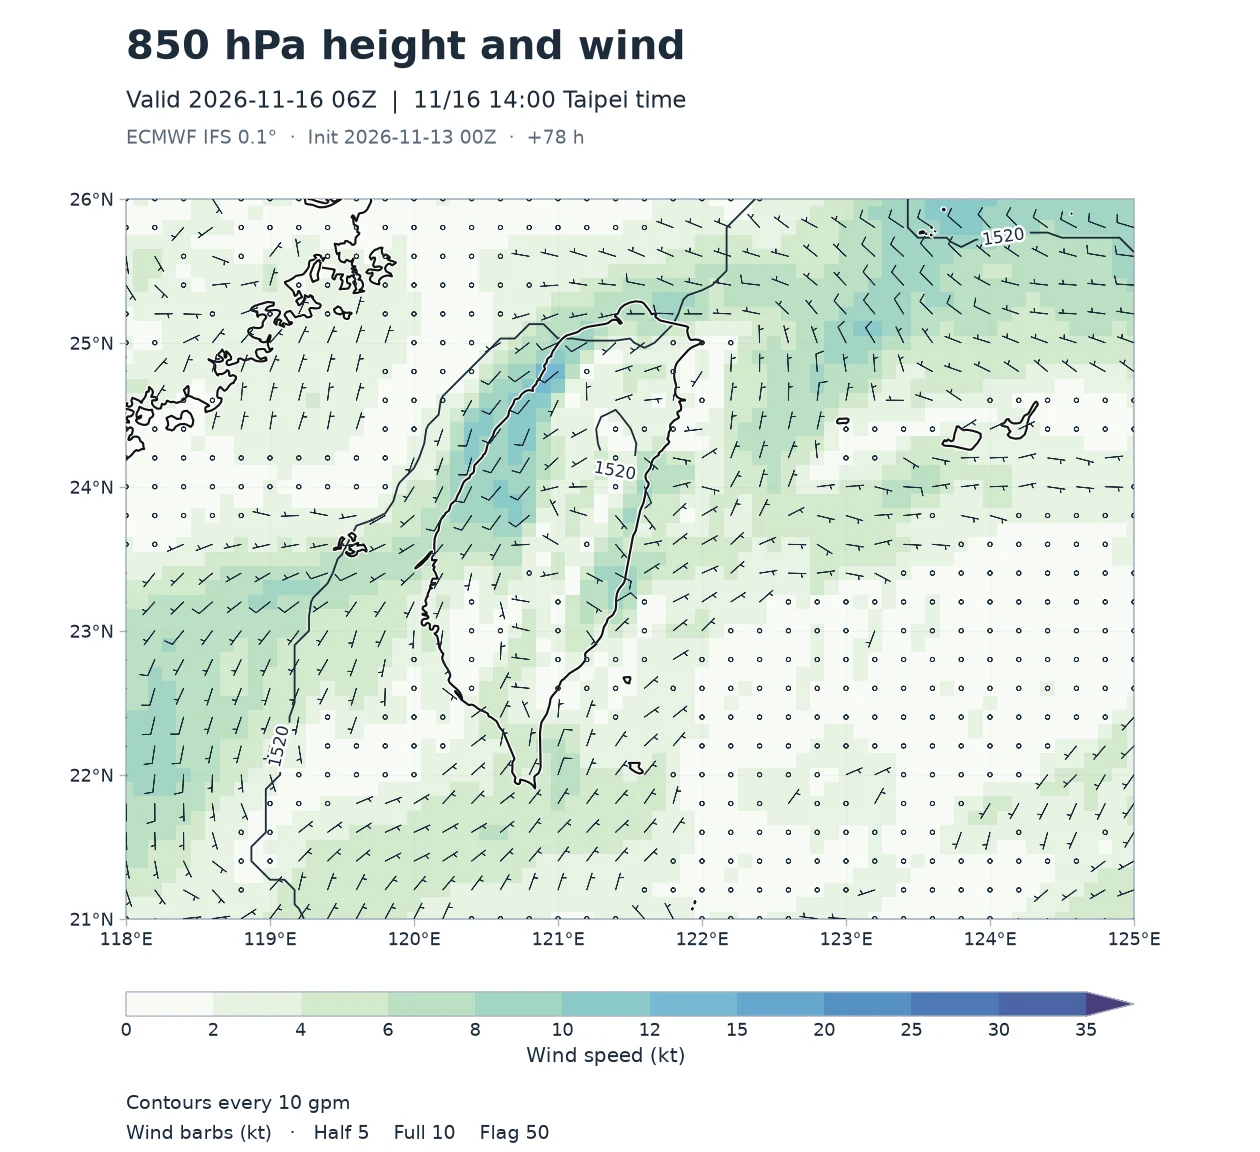 850 hPa height and wind
Valid 2026-11-16 06Z | 11/16 14:00 Taipei time
ECMWF IFS 0.1° · Init 2026-11-13 00Z · +78 h
26°N
1520
25°N
1520
24°N
23°N
1520
22°N
21°N
118°E 119°E 120°E 121°E 122°E 123°E 124°E 125°E
0 2 4 6 8 10 12 15 20 25 30 35
Wind speed (kt)
Contours every 10 gpm
Wind barbs (kt) · Half 5 Full 10 Flag 50